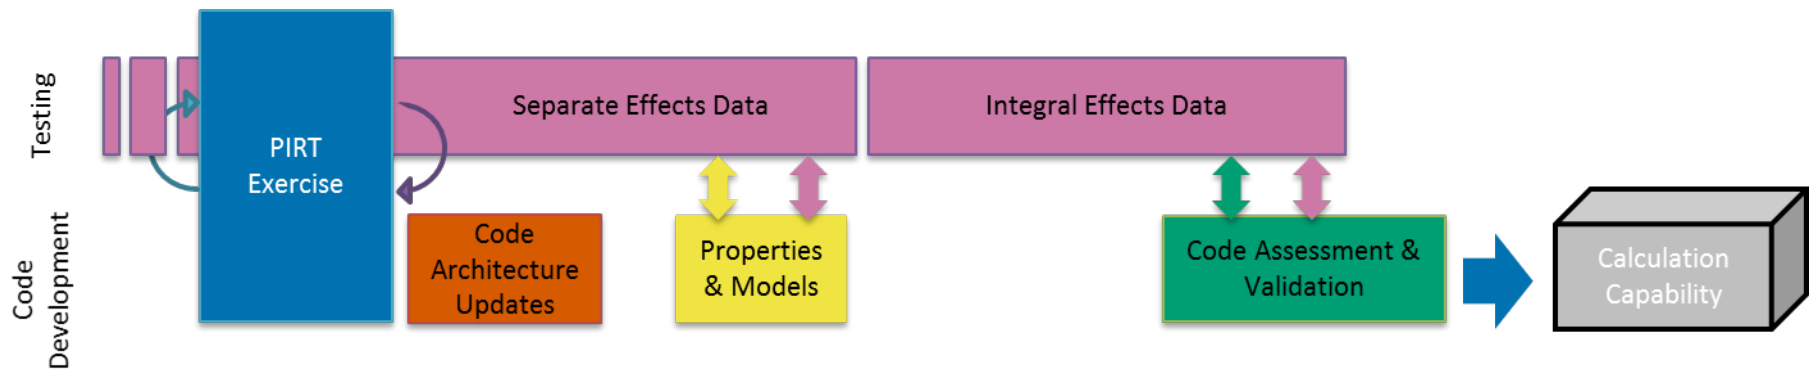 Testing
Code
Development
PIRT
Exercise
Separate Effects Data
Integral Effects Data
Code
Architecture
Updates
Properties
& Models
Code Assessment &
Validation
Calculation
Capability